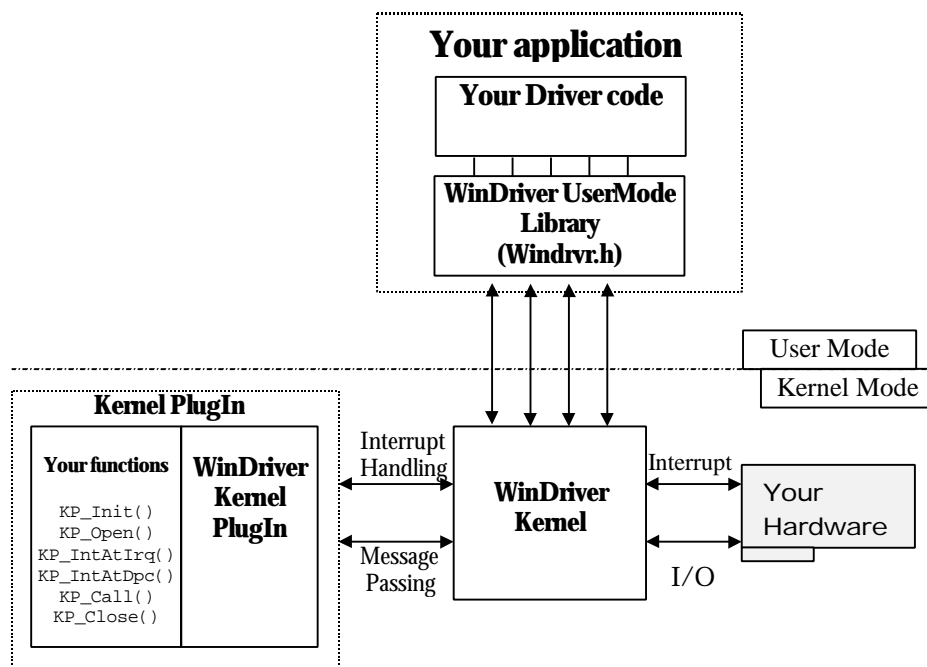 Your application
Your Driver code
WinDriver UserMode
Library
(Windrvr.h)
User Mode
Kernel Mode
Kernel PlugIn
Your functions
KP_Init()
KP_Open()
KP_IntAtIrq()
KP_IntAtDpc()
KP_Call()
KP_Close()
WinDriver
Kernel
PlugIn
Interrupt
Handling
Message
Passing
WinDriver
Kernel
Interrupt
I/O
Your
Hardware